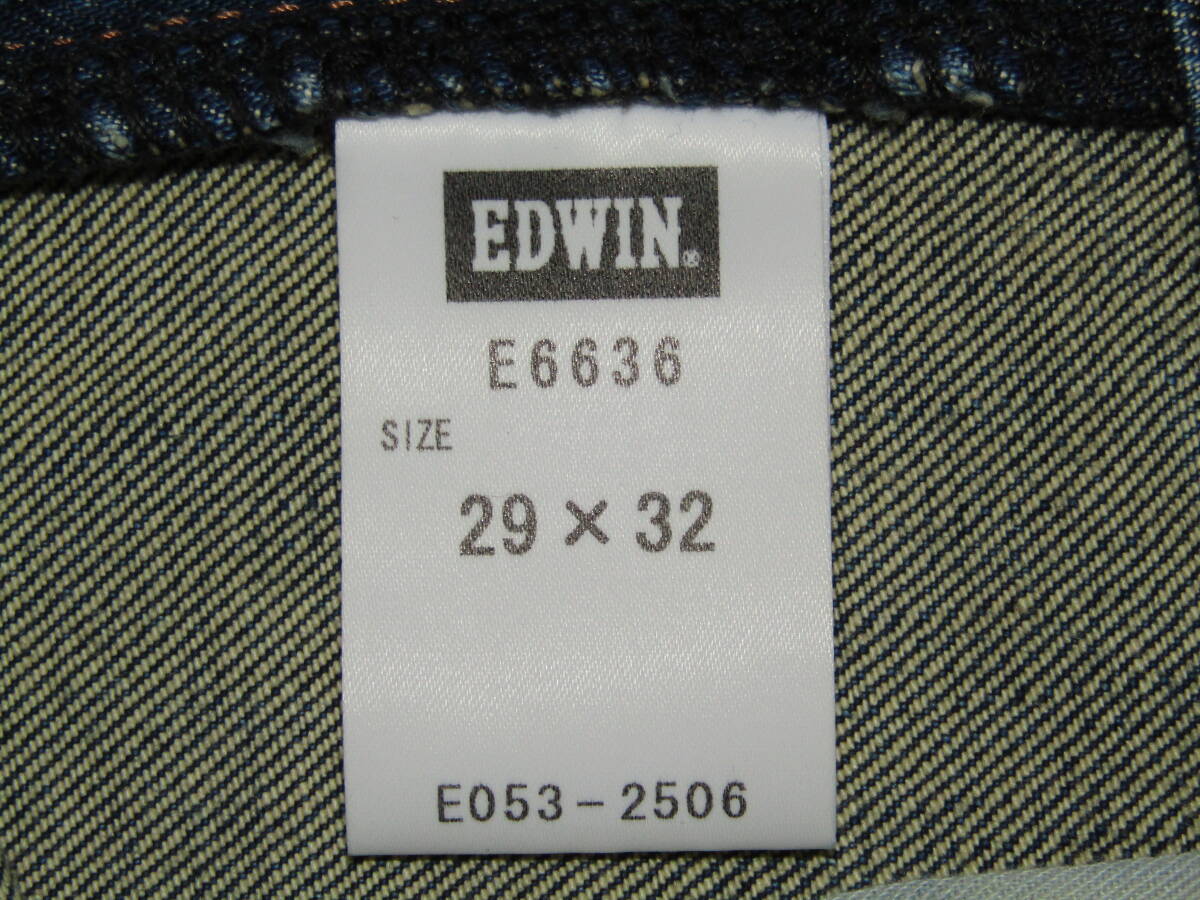 EDWIN®
E6636
SIZE
29 × 32
E053-2506